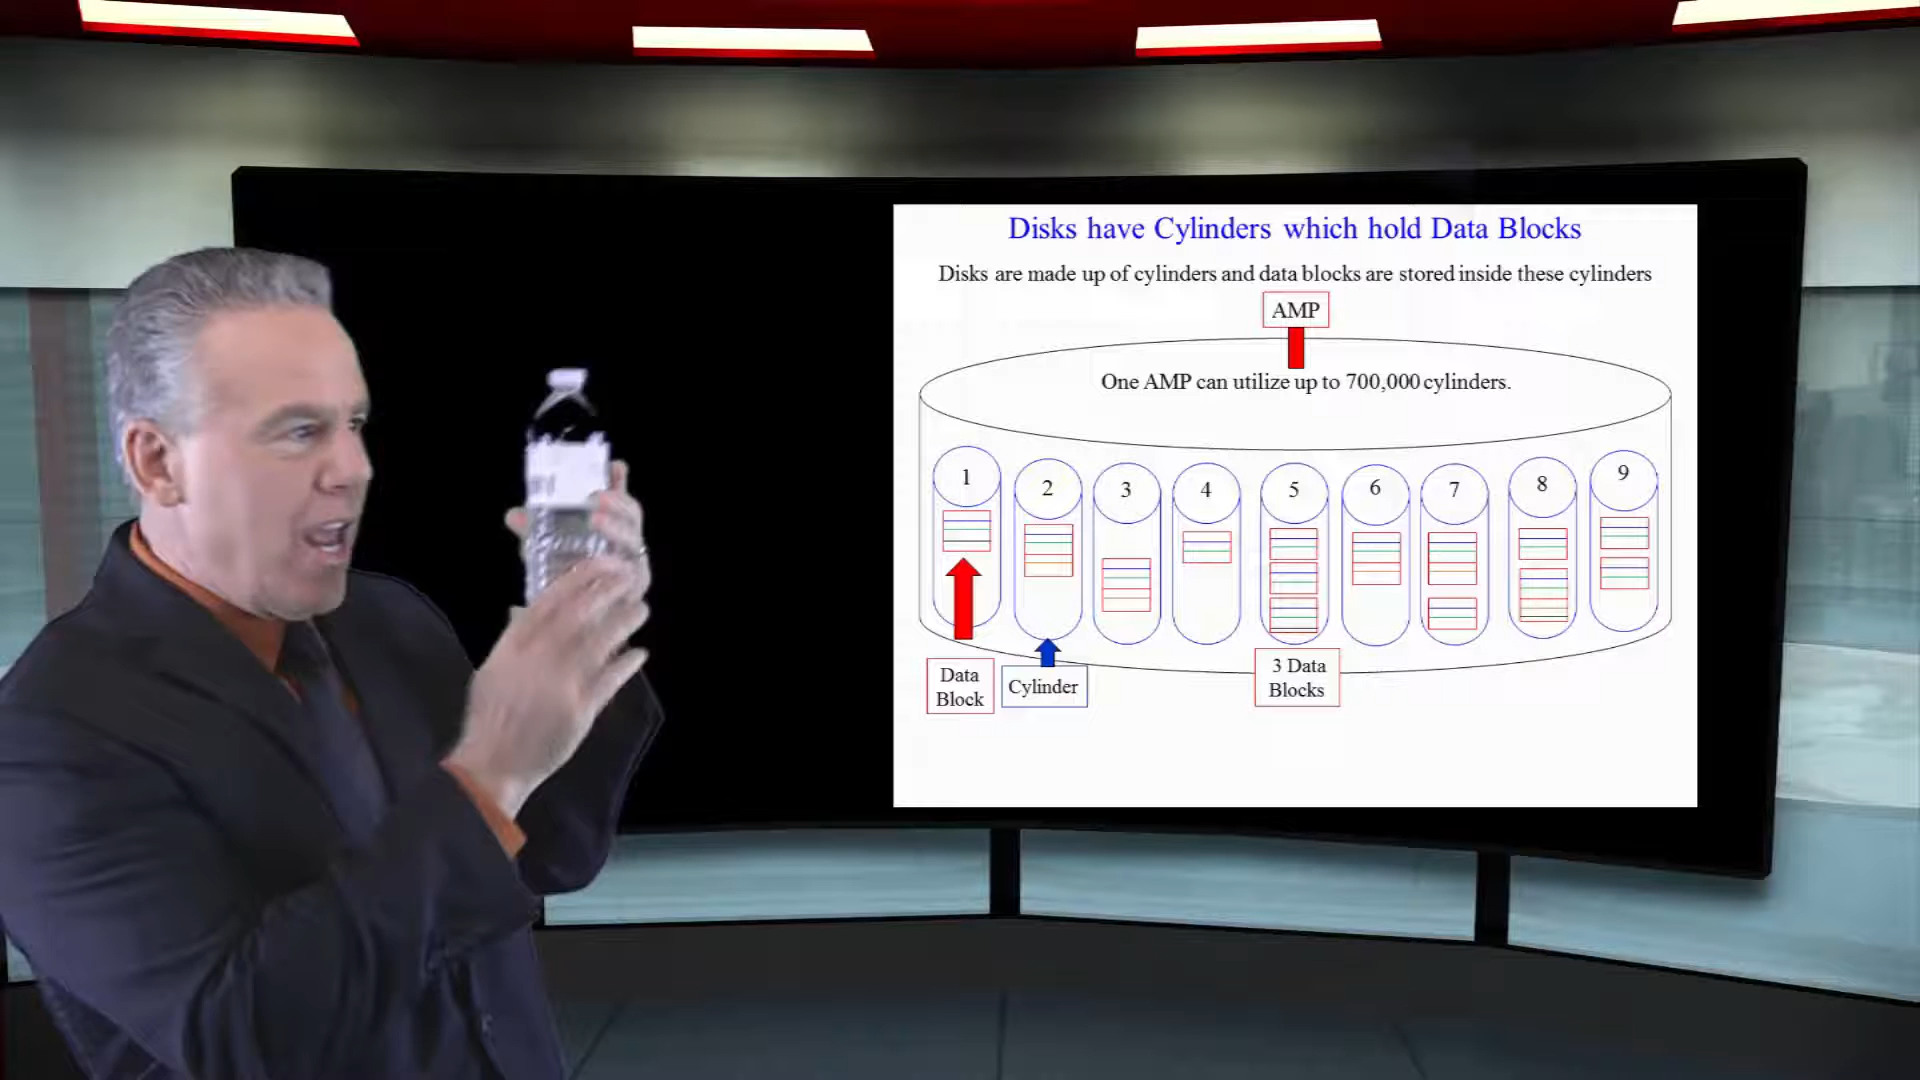 Disks have Cylinders which hold Data Blocks
Disks are made up of cylinders and data blocks are stored inside these cylinders
AMP
One AMP can utilize up to 700,000 cylinders.
1 2 3 4 5 6 7 8 9
Data
Block
Cylinder
3 Data
Blocks